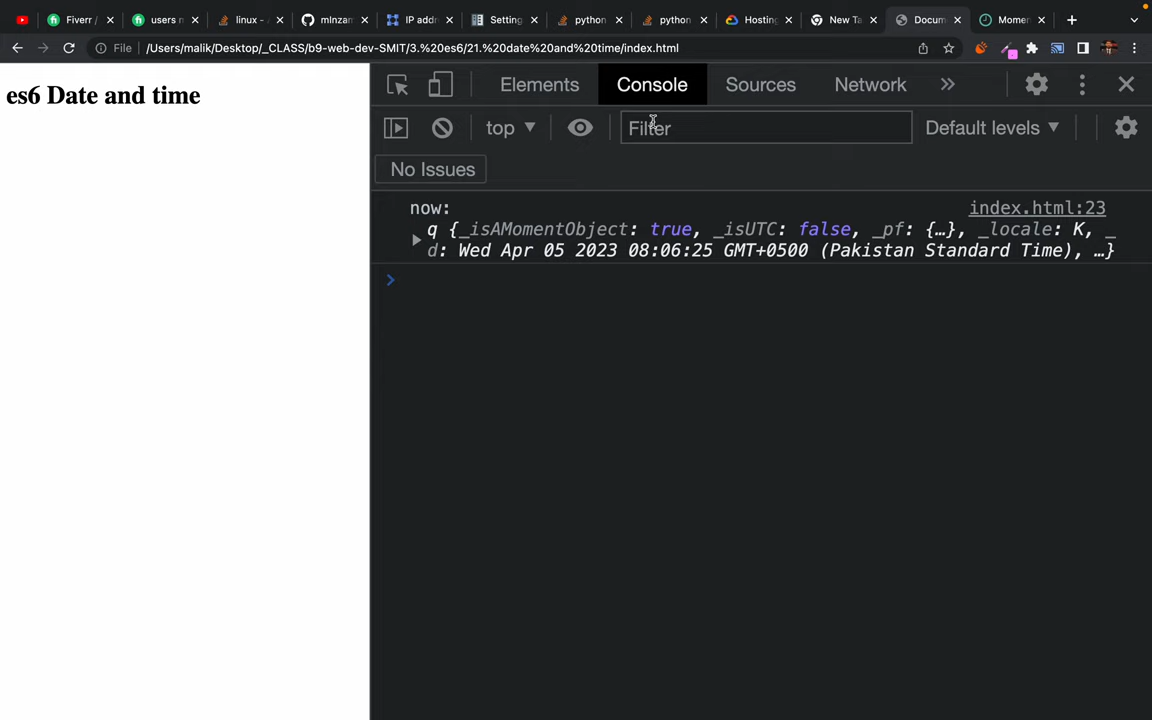 Fiverr /
users n
linux - A
mlnzam
IP addr
Setting
python
python
Hosting
New Ta
Docum
Momen
File
/Users/malik/Desktop/_CLASS/b9-web-dev-SMIT/3.%20es6/21.%20date%20and%20time/index.html
es6 Date and time
Elements
Console
Sources
Network
top
Filter
Default levels
No Issues
now:
index.html:23
q {_isAMomentObject: true, _isUTC: false, _pf: {…}, _locale: K, _
d: Wed Apr 05 2023 08:06:25 GMT+0500 (Pakistan Standard Time), …}